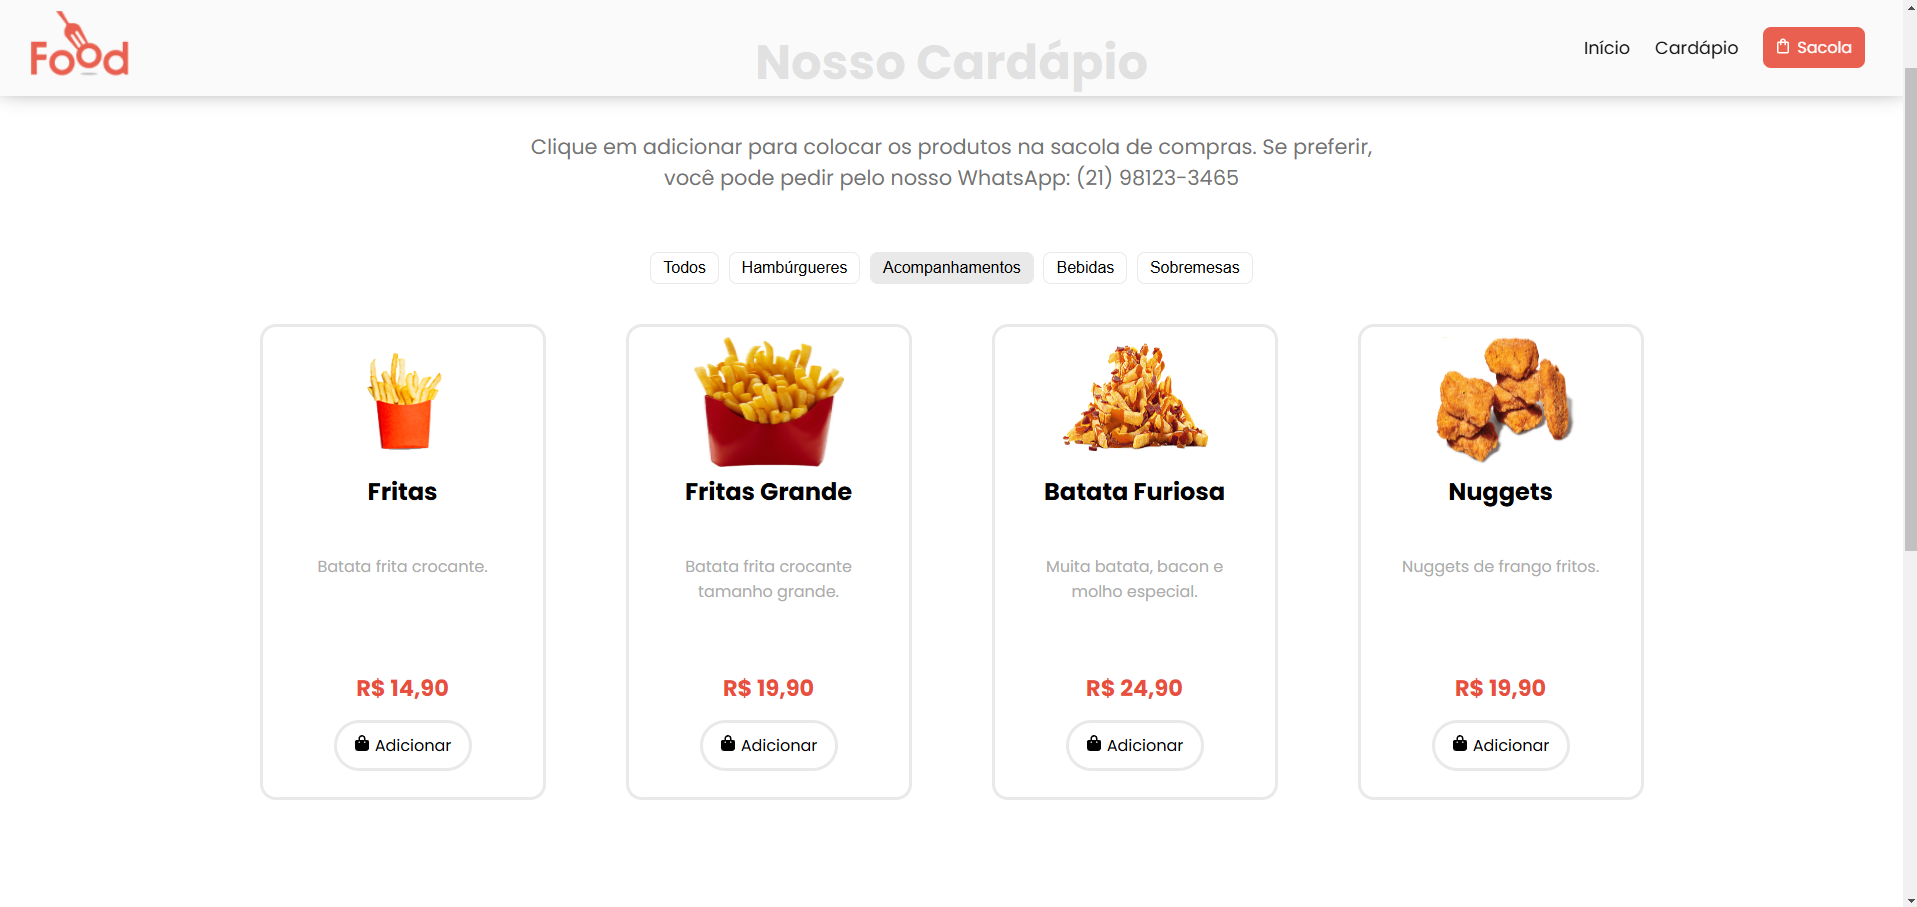 Food
Nosso Cardápio
Início
Cardápio
Sacola
Clique em adicionar para colocar os produtos na sacola de compras. Se preferir,
você pode pedir pelo nosso WhatsApp: (21) 98123-3465
Todos
Hambúrgueres
Acompanhamentos
Bebidas
Sobremesas
Fritas
Batata frita crocante.
R$ 14,90
Adicionar
Fritas Grande
Batata frita crocante
tamanho grande.
R$ 19,90
Adicionar
Batata Furiosa
Muita batata, bacon e
molho especial.
R$ 24,90
Adicionar
Nuggets
Nuggets de frango fritos.
R$ 19,90
Adicionar